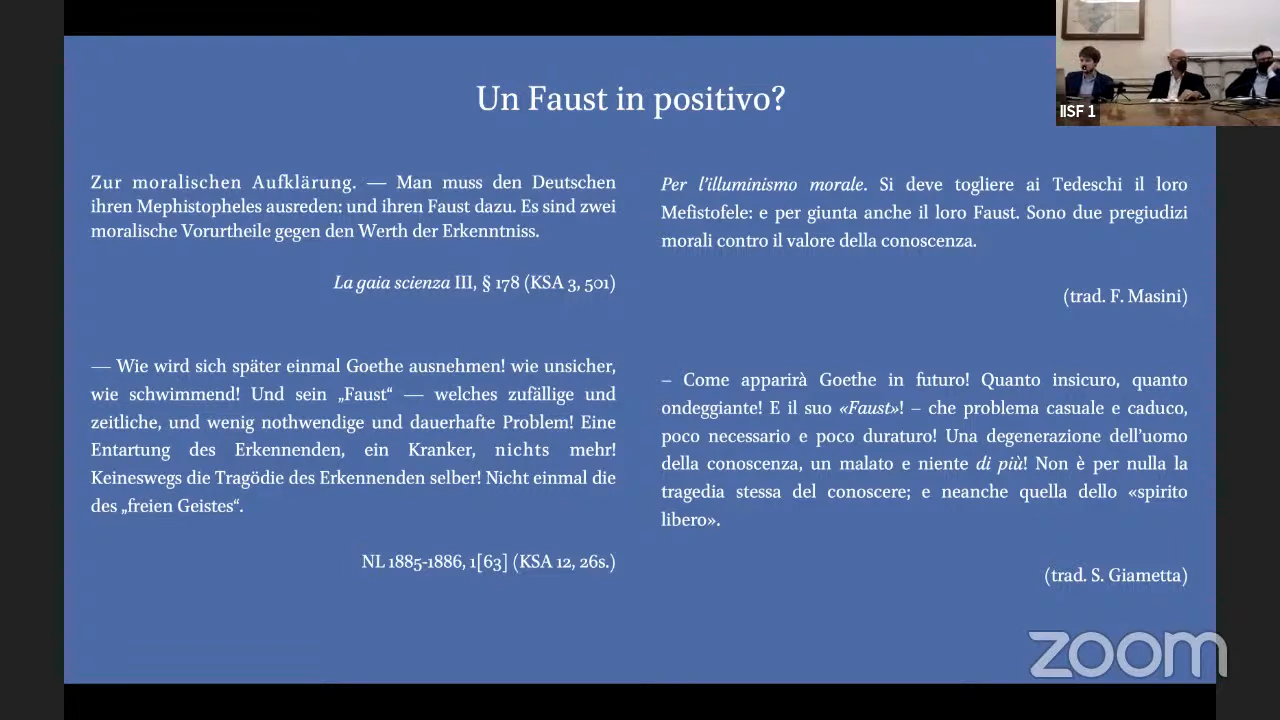 Un Faust in positivo?
IISF 1
Zur moralischen Aufklärung. — Man muss den Deutschen
ihren Mephistopheles ausreden: und ihren Faust dazu. Es sind zwei
moralische Vorurtheile gegen den Werth der Erkenntniss.
La gaia scienza III, § 178 (KSA 3, 501)
— Wie wird sich später einmal Goethe ausnehmen! wie unsicher,
wie schwimmend! Und sein „Faust“ — welches zufällige und
zeitliche, und wenig nothwendige und dauerhafte Problem! Eine
Entartung des Erkennenden, ein Kranker, nichts mehr!
Keineswegs die Tragödie des Erkennenden selber! Nicht einmal die
des „freien Geistes“.
NL 1885-1886, 1[63] (KSA 12, 26s.)
Per l’illuminismo morale. Si deve togliere ai Tedeschi il loro
Mefistofele: e per giunta anche il loro Faust. Sono due pregiudizi
morali contro il valore della conoscenza.
(trad. F. Masini)
– Come apparirà Goethe in futuro! Quanto insicuro, quanto
ondeggiante! E il suo «Faust»! – che problema casuale e caduco,
poco necessario e poco duraturo! Una degenerazione dell’uomo
della conoscenza, un malato e niente di più! Non è per nulla la
tragedia stessa del conoscere; e neanche quella dello «spirito
libero».
(trad. S. Giametta)
zoom